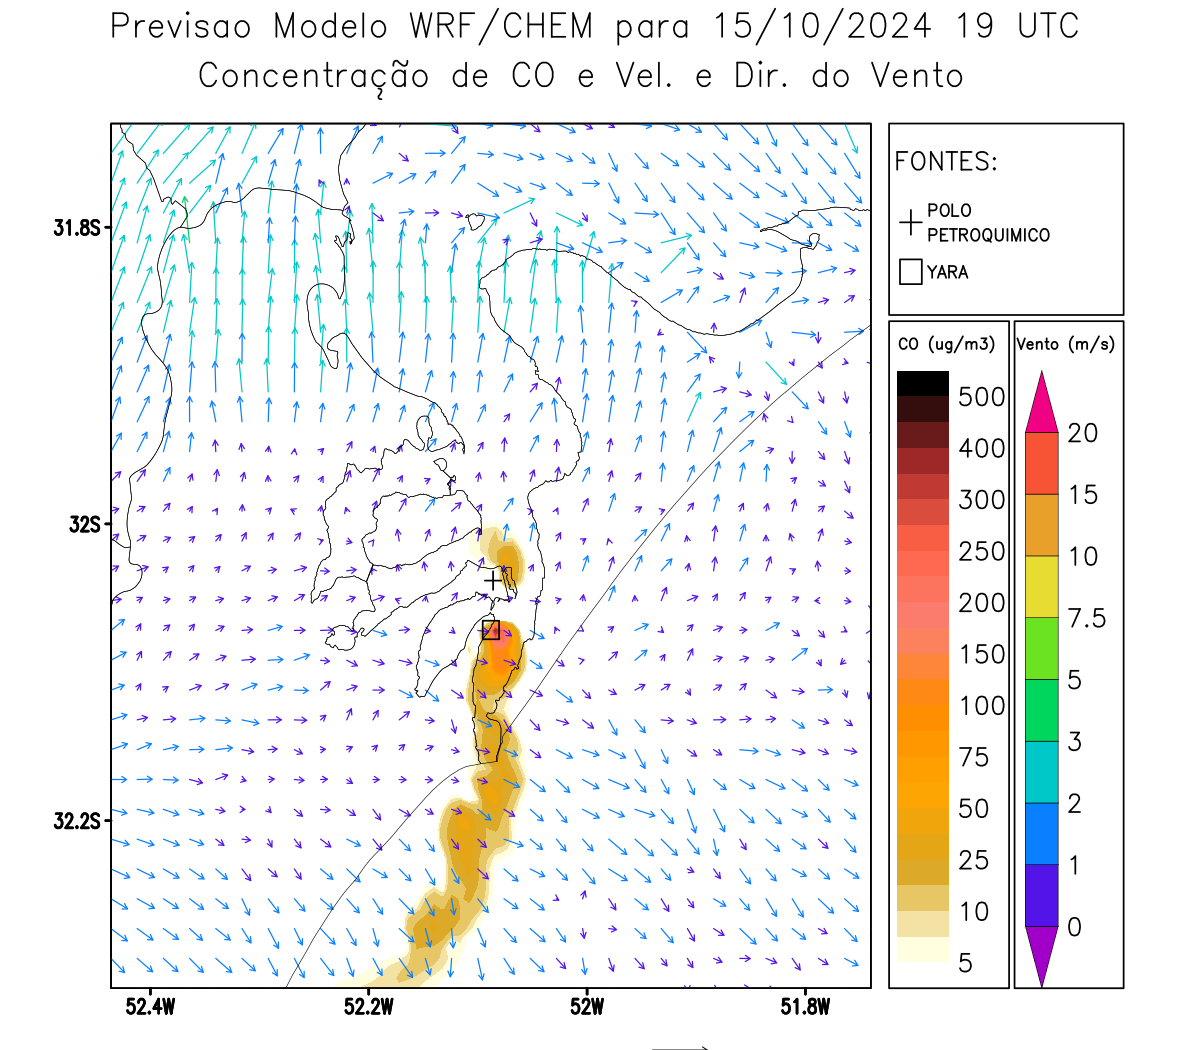 Previsao Modelo WRF/CHEM para 15/10/2024 19 UTC
Concentração de CO e Vel. e Dir. do Vento
FONTES:
POLO
PETROQUIMICO
YARA
31.8S
32S
32.2S
52.4W
52.2W
52W
51.8W
CO (ug/m3)
500
400
300
250
200
150
100
75
50
25
10
5
Vento (m/s)
20
15
10
7.5
5
3
2
1
0